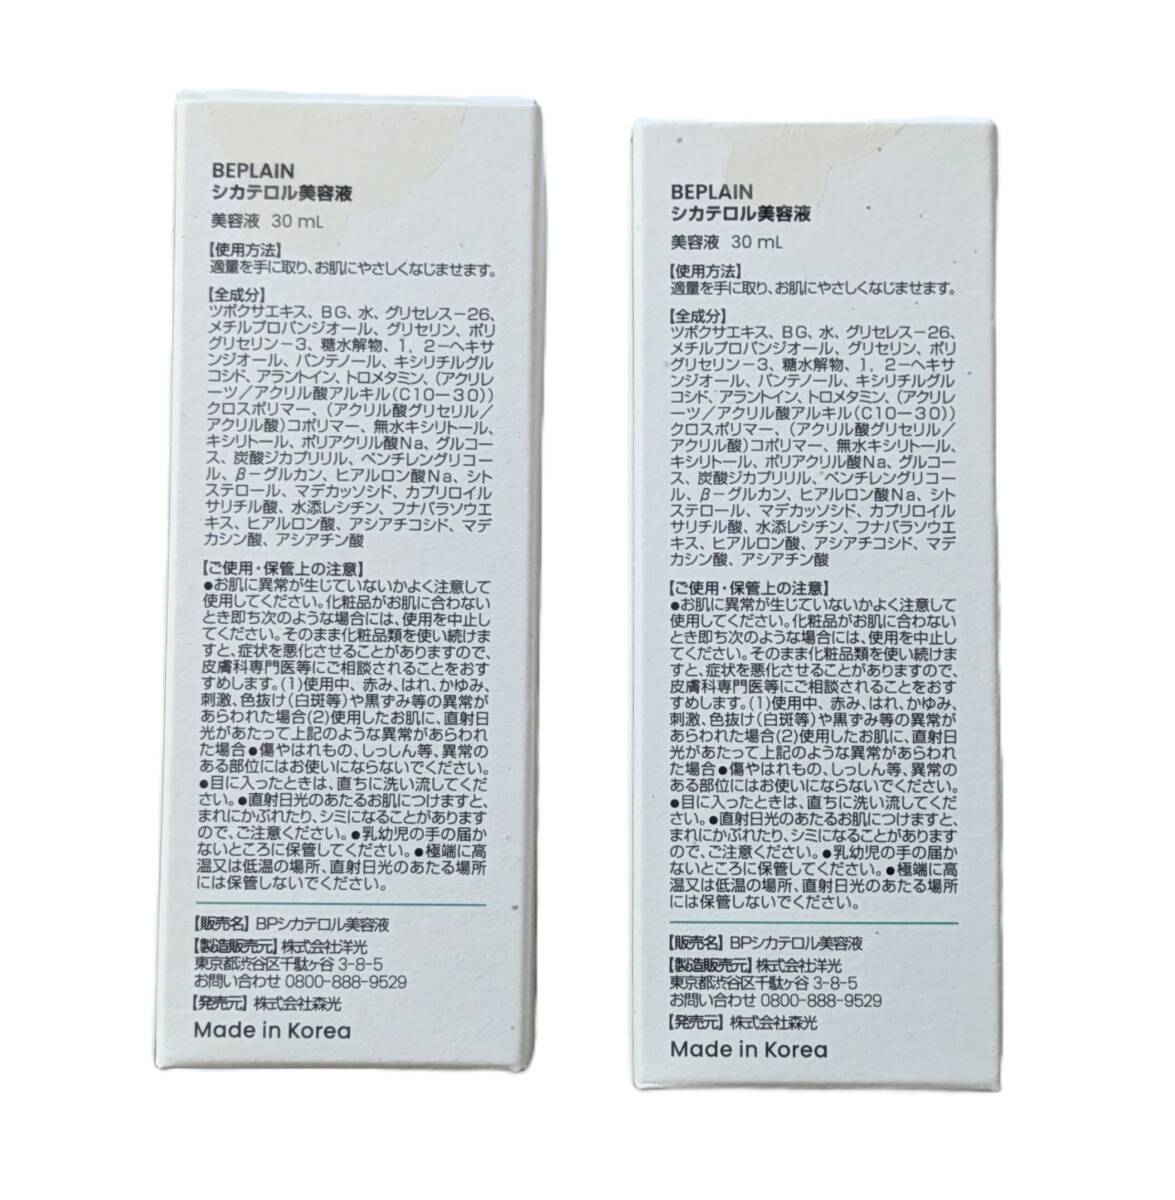 BEPLAIN
シカテロル美容液
美容液 30 mL
【使用方法】
適量を手に取り、お肌にやさしくなじませます。
【全成分】
ツボクサエキス、BG、水、グリセレス-26、
メチルプロパンジオール、グリセリン、ポリ
グリセリン-3、糖水解物、1，2-ヘキサ
ンジオール、パンテノール、キシリチルグル
コシド、アラントイン、トロメタミン、(アクリレ
ーツ/アクリル酸アルキル(C10-30))
クロスポリマー、(アクリル酸グリセリル/
アクリル酸)コポリマー、無水キシリトール、
キシリトール、ポリアクリル酸Na、グルコー
ス、炭酸ジカプリリル、ペンチレングリコー
ル、β-グルカン、ヒアルロン酸Na、シト
ステロール、マデカッソシド、カプリロイル
サリチル酸、水添レシチン、フナバラソウエ
キス、ヒアルロン酸、アシアチコシド、マデ
カシン酸、アシアチン酸
【ご使用・保管上の注意】
●お肌に異常が生じていないかよく注意して
使用してください。化粧品がお肌に合わない
とき即ち次のような場合には、使用を中止し
てください。そのまま化粧品類を使い続けま
すと、症状を悪化させることがありますので、
皮膚科専門医等にご相談されることをおす
すめします。(1)使用中、赤み、はれ、かゆみ、
刺激、色抜け(白斑等)や黒ずみ等の異常が
あらわれた場合(2)使用したお肌に、直射日
光があたって上記のような異常があらわれ
た場合●傷やはれもの、しっしん等、異常の
ある部位にはお使いにならないでください。
●目に入ったときは、直ちに洗い流してくだ
さい。●直射日光のあたるお肌につけますと、
まれにかぶれたり、シミになることがあります
ので、ご注意ください。●乳幼児の手の届か
ないところに保管してください。●極端に高
温又は低温の場所、直射日光のあたる場所
には保管しないでください。
【販売名】BPシカテロル美容液
【製造販売元】株式会社洋光
東京都渋谷区千駄ヶ谷 3-8-5
お問い合わせ 0800-888-9529
【発売元】株式会社森光
Made in Korea
BEPLAIN
シカテロル美容液
美容液 30 mL
【使用方法】
適量を手に取り、お肌にやさしくなじませます。
【全成分】
ツボクサエキス、BG、水、グリセレス-26、
メチルプロパンジオール、グリセリン、ポリ
グリセリン-3、糖水解物、1，2-ヘキサ
ンジオール、パンテノール、キシリチルグル
コシド、アラントイン、トロメタミン、(アクリレ
ーツ/アクリル酸アルキル(C10-30))
クロスポリマー、(アクリル酸グリセリル/
アクリル酸)コポリマー、無水キシリトール、
キシリトール、ポリアクリル酸Na、グルコー
ス、炭酸ジカプリリル、ペンチレングリコー
ル、β-グルカン、ヒアルロン酸Na、シト
ステロール、マデカッソシド、カプリロイル
サリチル酸、水添レシチン、フナバラソウエ
キス、ヒアルロン酸、アシアチコシド、マデ
カシン酸、アシアチン酸
【ご使用・保管上の注意】
●お肌に異常が生じていないかよく注意して
使用してください。化粧品がお肌に合わない
とき即ち次のような場合には、使用を中止し
てください。そのまま化粧品類を使い続けま
すと、症状を悪化させることがありますので、
皮膚科専門医等にご相談されることをおす
すめします。(1)使用中、赤み、はれ、かゆみ、
刺激、色抜け(白斑等)や黒ずみ等の異常が
あらわれた場合(2)使用したお肌に、直射日
光があたって上記のような異常があらわれ
た場合●傷やはれもの、しっしん等、異常の
ある部位にはお使いにならないでください。
●目に入ったときは、直ちに洗い流してくだ
さい。●直射日光のあたるお肌につけますと、
まれにかぶれたり、シミになることがあります
ので、ご注意ください。●乳幼児の手の届か
ないところに保管してください。●極端に高
温又は低温の場所、直射日光のあたる場所
には保管しないでください。
【販売名】BPシカテロル美容液
【製造販売元】株式会社洋光
東京都渋谷区千駄ヶ谷 3-8-5
お問い合わせ 0800-888-9529
【発売元】株式会社森光
Made in Korea